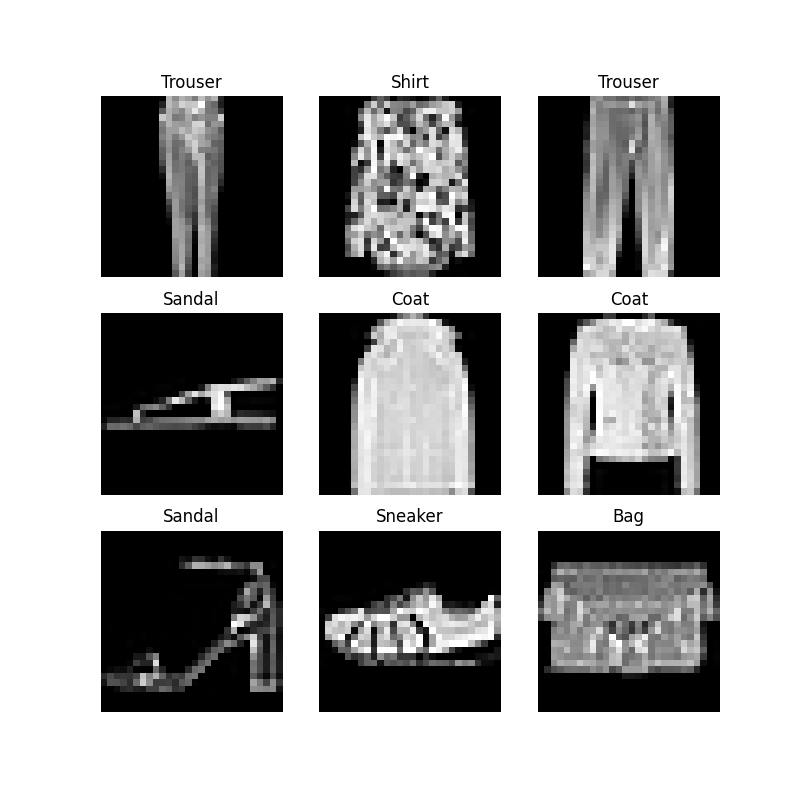 Trouser
Shirt
Trouser
Sandal
Coat
Coat
Sandal
Sneaker
Bag